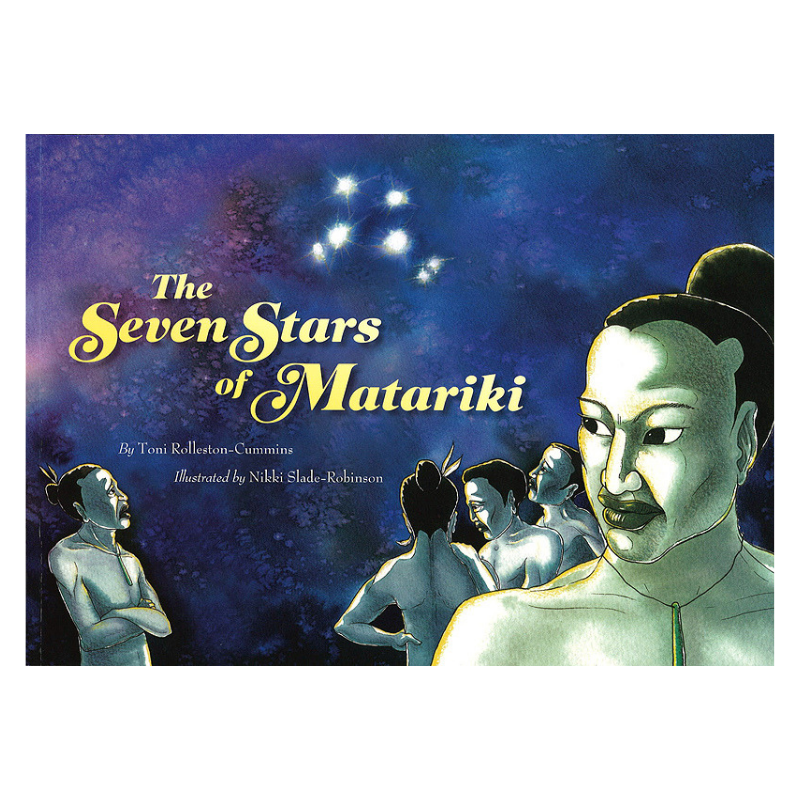 The
Seven Stars
of Matariki
By Toni Rolleston-Cummins
Illustrated by Nikki Slade-Robinson